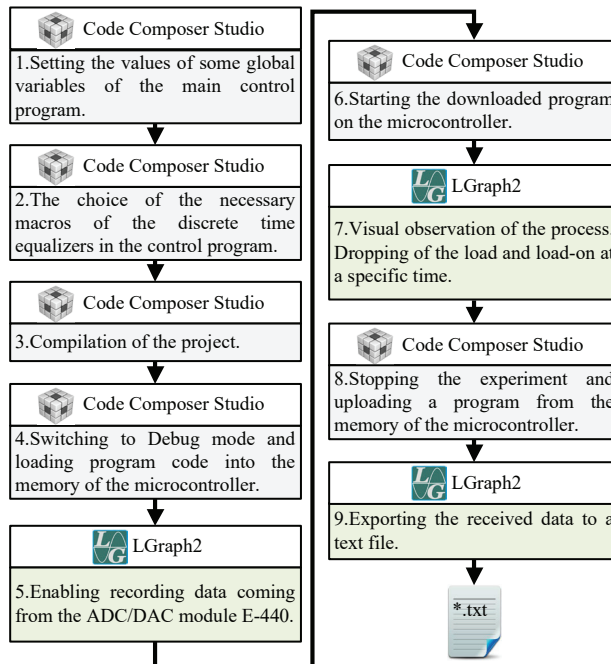 Code Composer Studio
1.Setting the values of some global
variables of the main control
program.
Code Composer Studio
2.The choice of the necessary
macros of the discrete time
equalizers in the control program.
Code Composer Studio
3.Compilation of the project.
Code Composer Studio
4.Switching to Debug mode and
loading program code into the
memory of the microcontroller.
LG LGraph2
5.Enabling recording data coming
from the ADC/DAC module E-440.
Code Composer Studio
6.Starting the downloaded program
on the microcontroller.
LG LGraph2
7.Visual observation of the process.
Dropping of the load and load-on at
a specific time.
Code Composer Studio
8.Stopping the experiment and
uploading a program from the
memory of the microcontroller.
LG LGraph2
9.Exporting the received data to a
text file.
*.txt